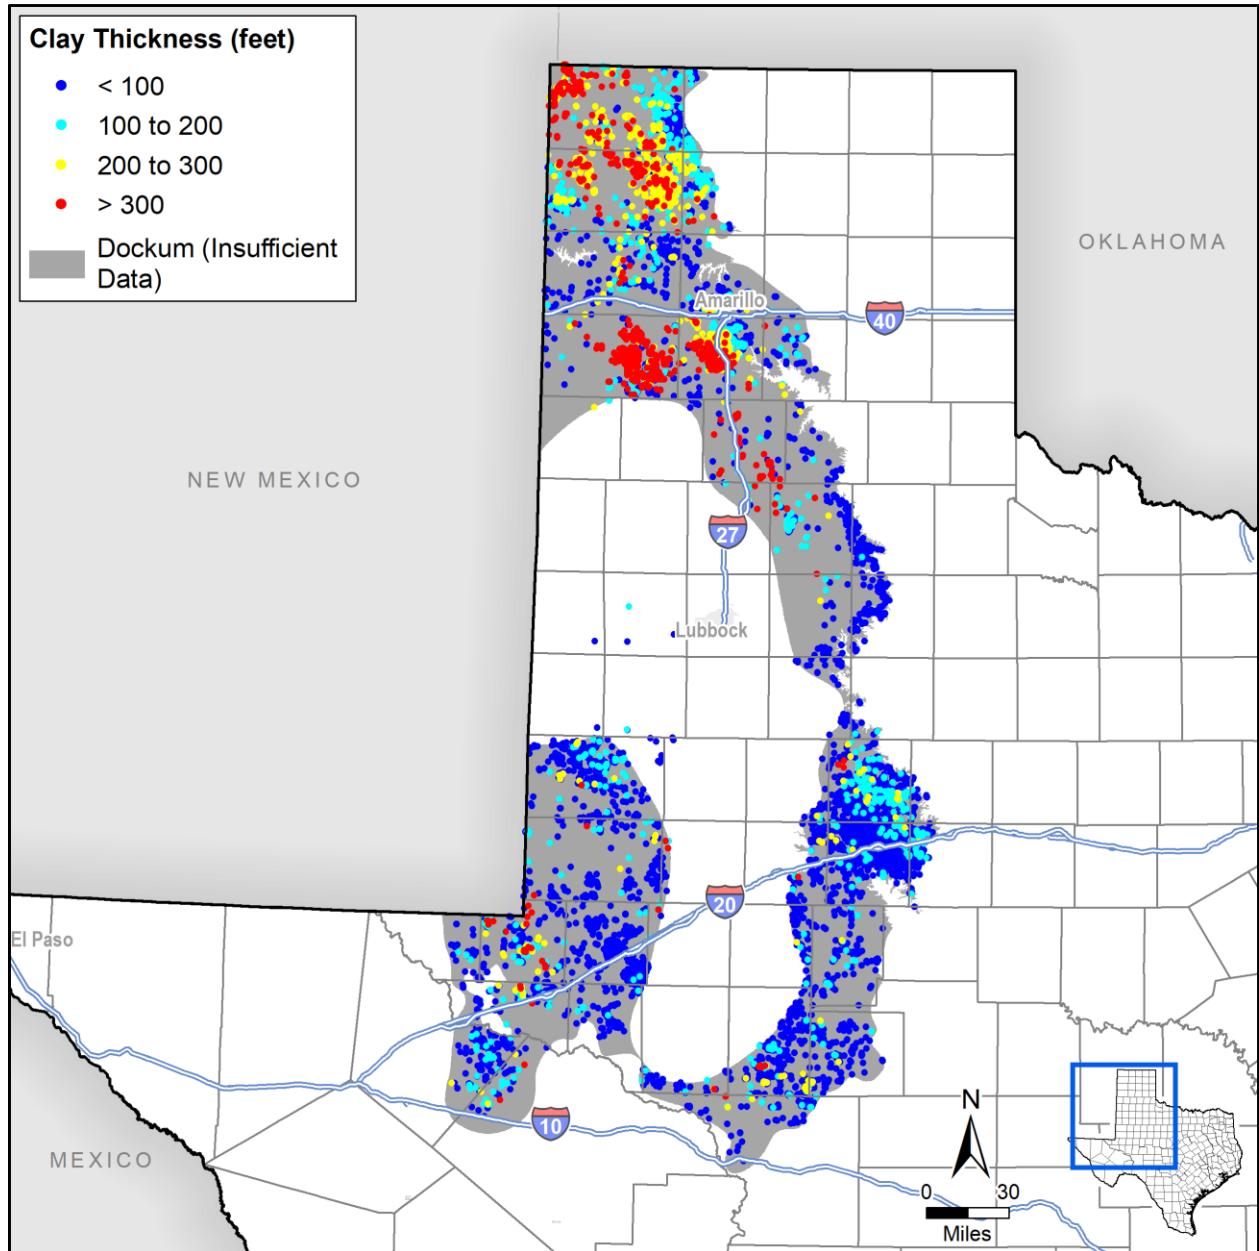 Clay Thickness (feet)
< 100
100 to 200
200 to 300
> 300
Dockum (Insufficient
Data)
OKLAHOMA
Amarillo
40
NEW MEXICO
27
Lubbock
20
El Paso
10
MEXICO
N
0 30
Miles